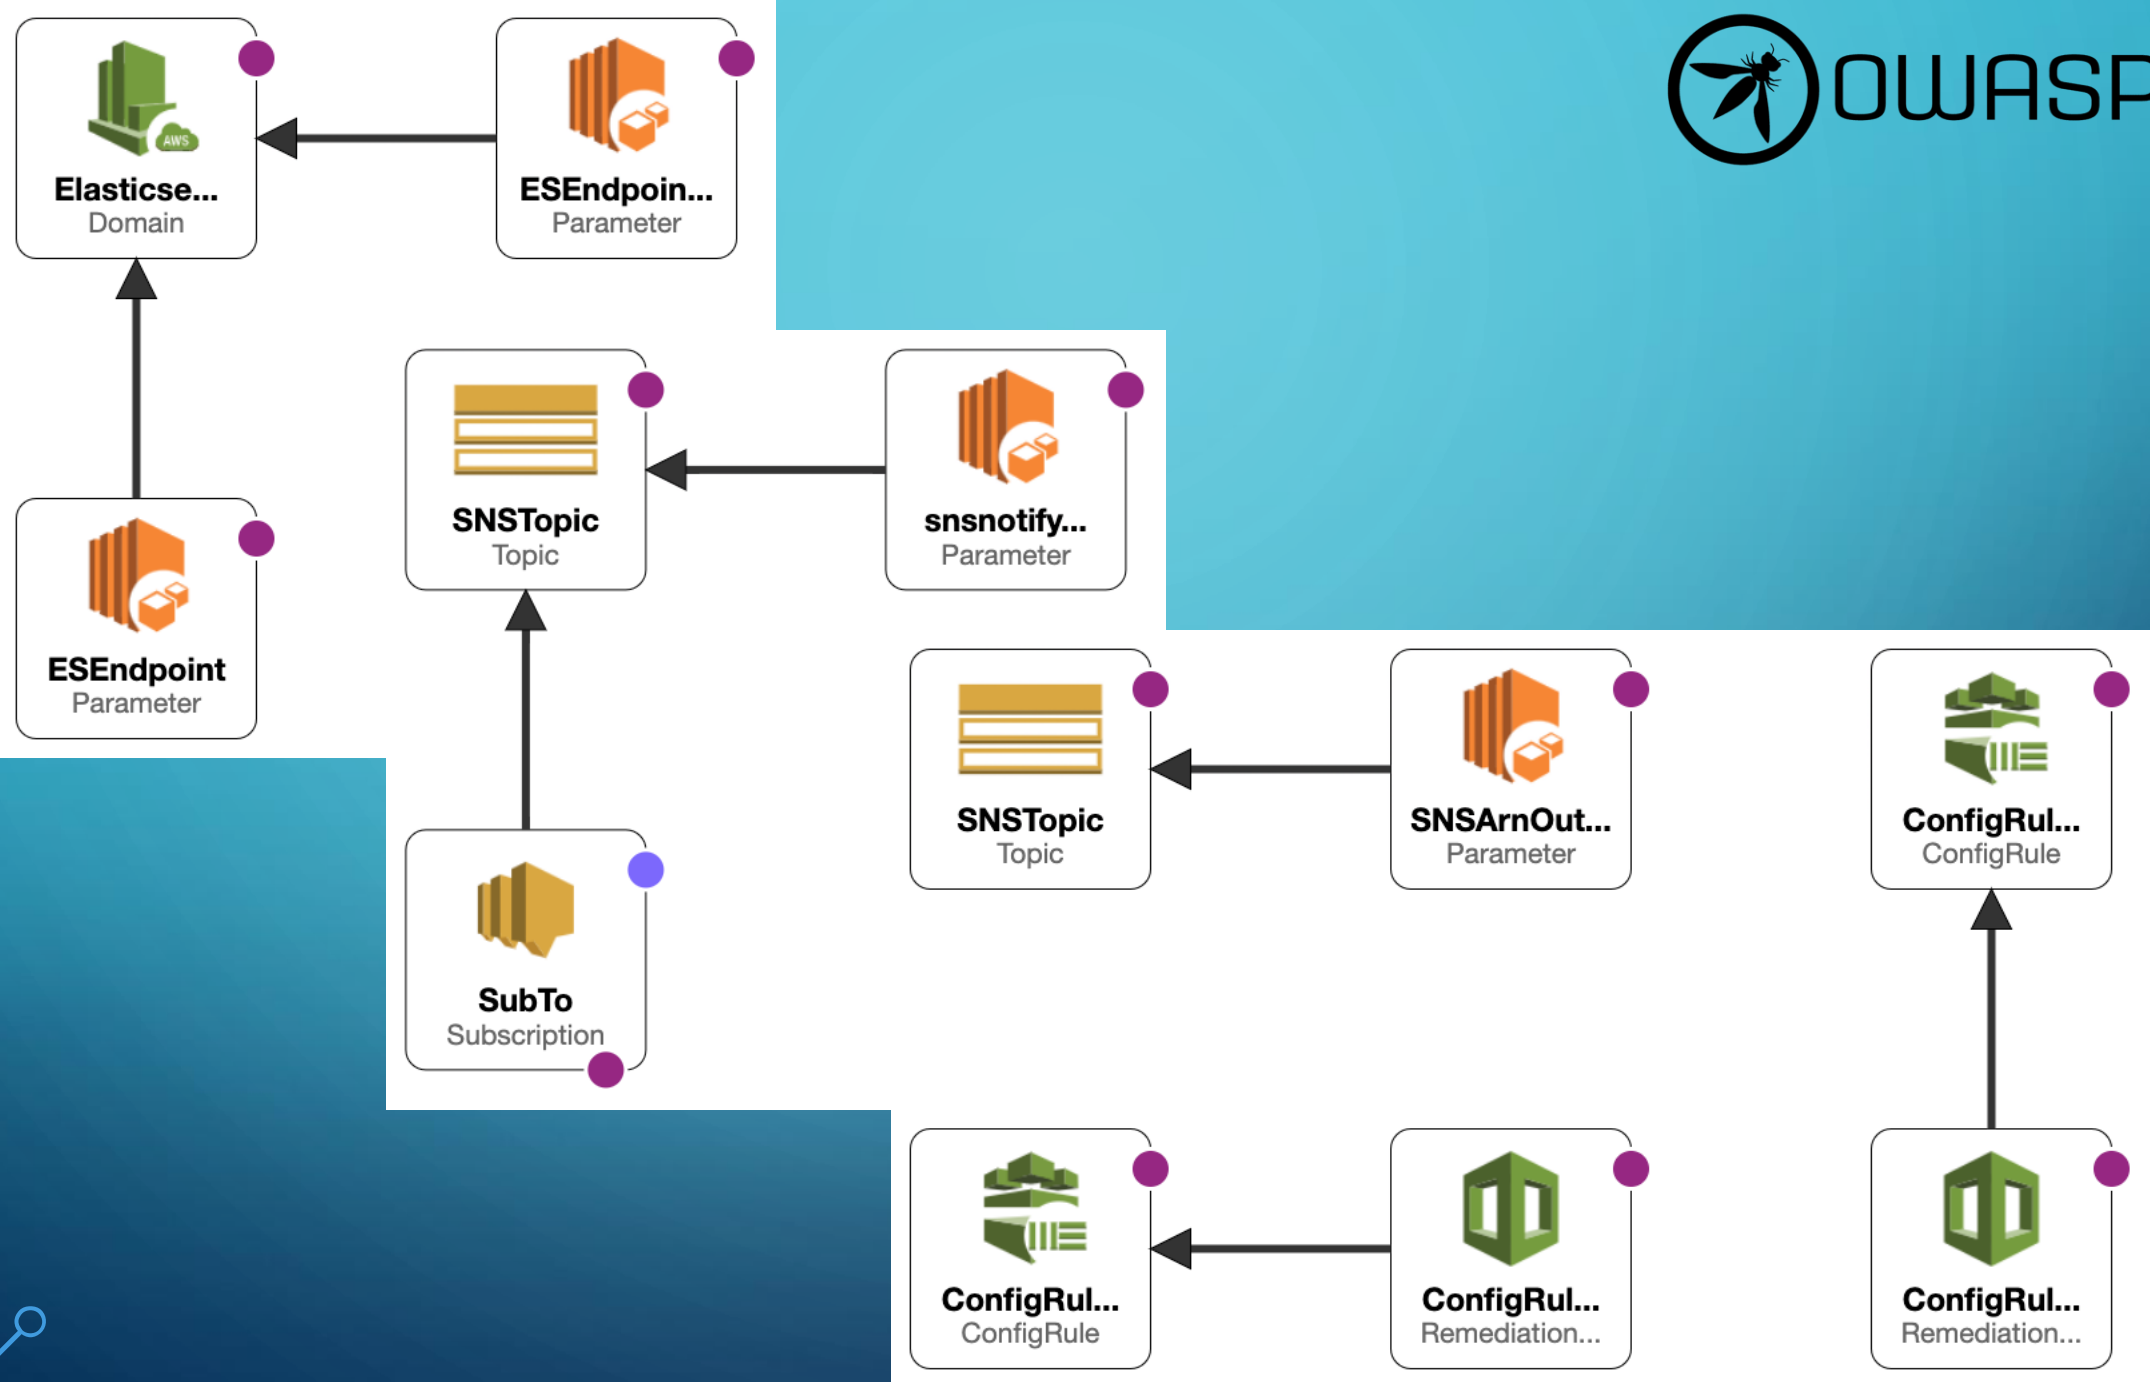 OWASP
AWS
Elasticse...
Domain
ESEndpoin...
Parameter
ESEndpoint
Parameter
SNSTopic
Topic
snsnotify...
Parameter
SubTo
Subscription
SNSTopic
Topic
SNSArnOut...
Parameter
ConfigRul...
ConfigRule
ConfigRul...
ConfigRule
ConfigRul...
Remediation...
ConfigRul...
Remediation...